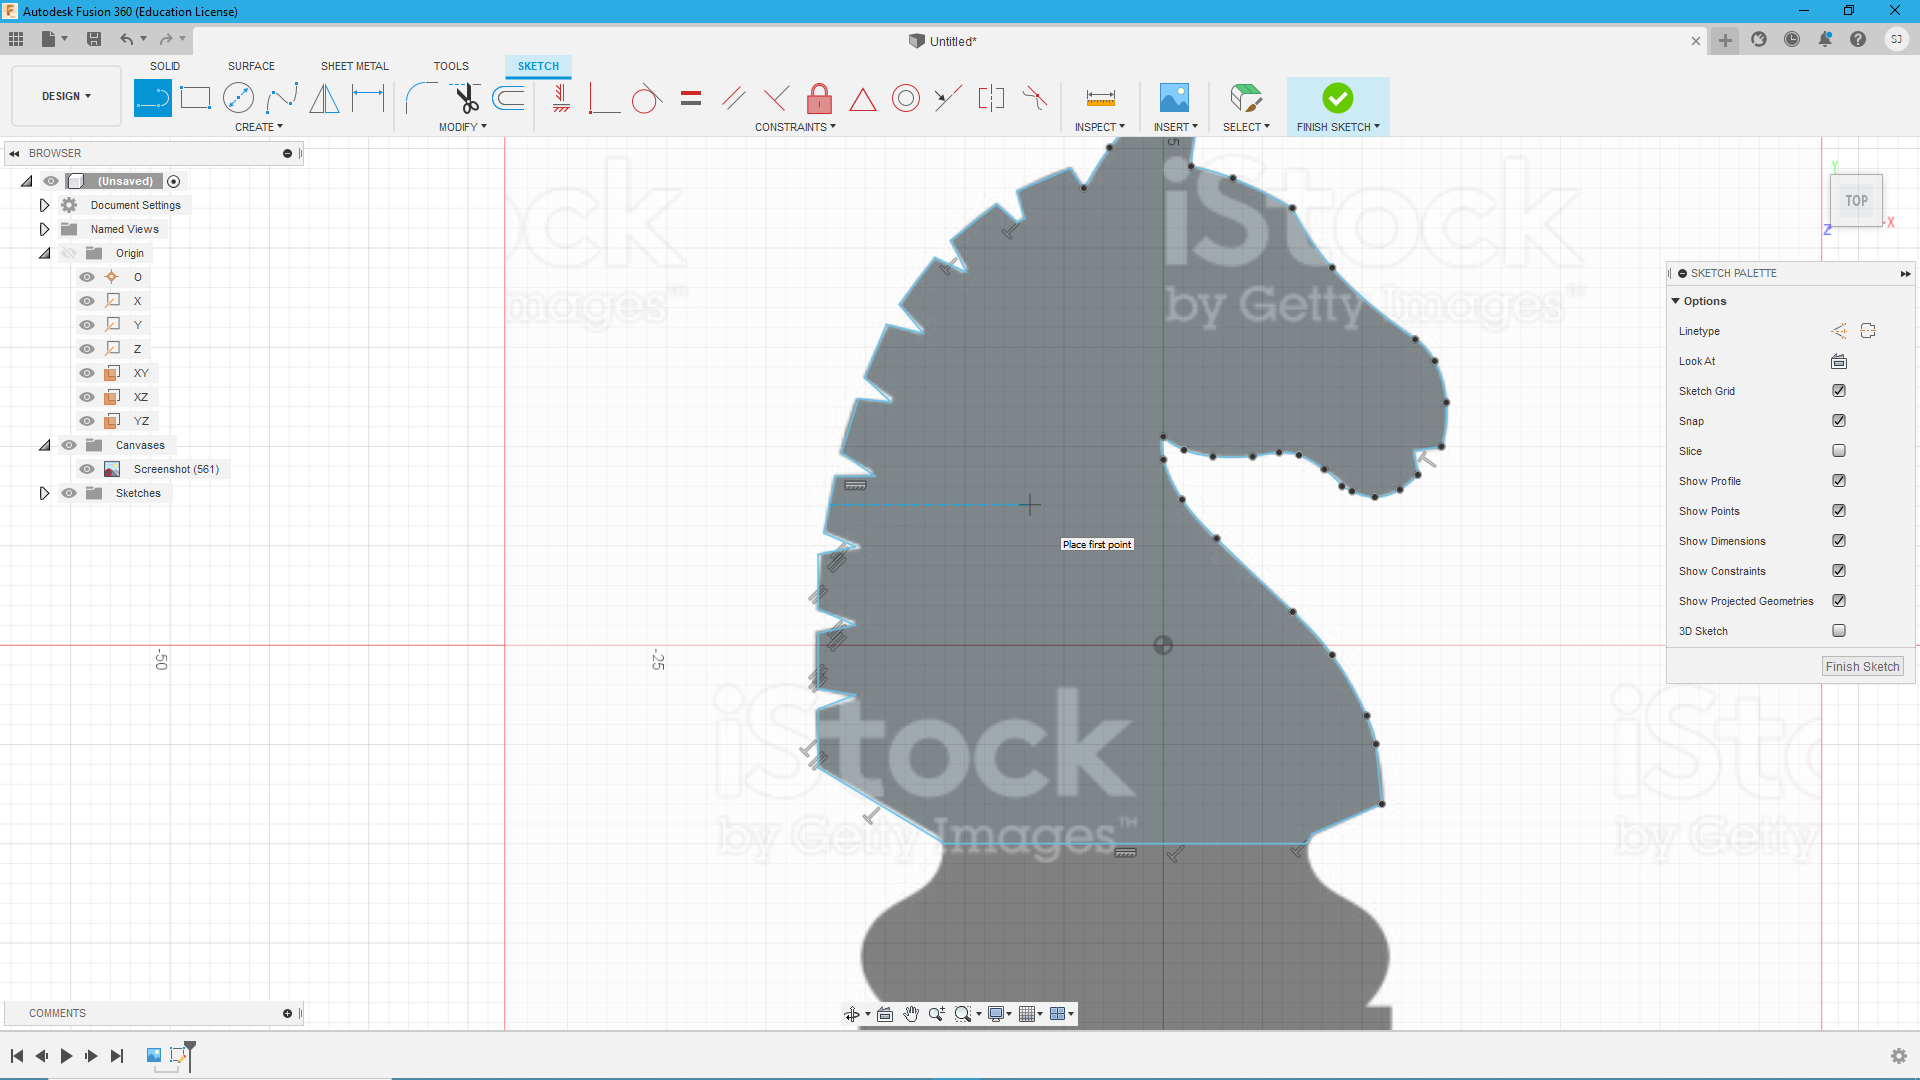 Autodesk Fusion 360 (Education License)
Untitled*
SJ
SOLID SURFACE SHEET METAL TOOLS SKETCH
DESIGN
CREATE MODIFY CONSTRAINTS INSPECT INSERT SELECT FINISH SKETCH
BROWSER
(Unsaved)
Document Settings
Named Views
Origin
O
X
Y
Z
XY
XZ
YZ
Canvases
Screenshot (561)
Sketches
iStock
by Getty Images™
TOP
Y
X
Z
SKETCH PALETTE
Options
Linetype
Look At
Sketch Grid
Snap
Slice
Show Profile
Show Points
Show Dimensions
Show Constraints
Show Projected Geometries
3D Sketch
Finish Sketch
Place first point
-50
-25
iStock
by Getty Images™
COMMENTS